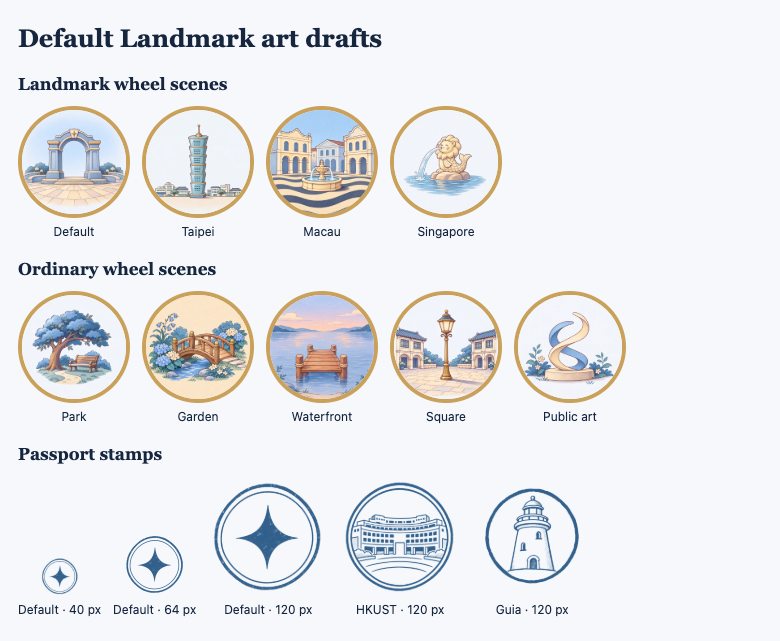 Default Landmark art drafts
Landmark wheel scenes
Default Taipei Macau Singapore
Ordinary wheel scenes
Park Garden Waterfront Square Public art
Passport stamps
Default · 40 px Default · 64 px Default · 120 px HKUST · 120 px Guia · 120 px